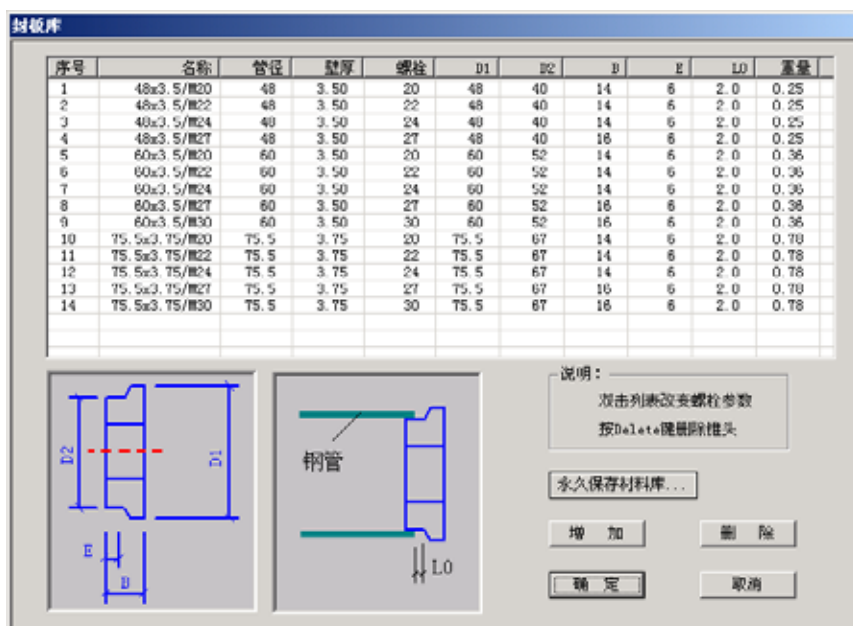 封板库
序号 名称 管径 壁厚 螺栓 D1 D2 B E L0 重量
1 48x3.5/M20 48 3.50 20 48 40 14 6 2.0 0.25
2 48x3.5/M22 48 3.50 22 48 40 14 6 2.0 0.25
3 48x3.5/M24 48 3.50 24 48 40 14 6 2.0 0.25
4 48x3.5/M27 48 3.50 27 48 40 16 6 2.0 0.25
5 60x3.5/M20 60 3.50 20 60 52 14 6 2.0 0.36
6 60x3.5/M22 60 3.50 22 60 52 14 6 2.0 0.36
7 60x3.5/M24 60 3.50 24 60 52 14 6 2.0 0.36
8 60x3.5/M27 60 3.50 27 60 52 16 6 2.0 0.36
9 60x3.5/M30 60 3.50 30 60 52 16 6 2.0 0.36
10 75.5x3.75/M20 75.5 3.75 20 75.5 67 14 6 2.0 0.78
11 75.5x3.75/M22 75.5 3.75 22 75.5 67 14 6 2.0 0.78
12 75.5x3.75/M24 75.5 3.75 24 75.5 67 14 6 2.0 0.78
13 75.5x3.75/M27 75.5 3.75 27 75.5 67 16 6 2.0 0.78
14 75.5x3.75/M30 75.5 3.75 30 75.5 67 16 6 2.0 0.78
D2
D1
E
B
钢管
L0
说明:
双击列表改变螺栓参数
按Delete键删除锥头
永久保存材料库...
增 加
删 除
确 定
取消